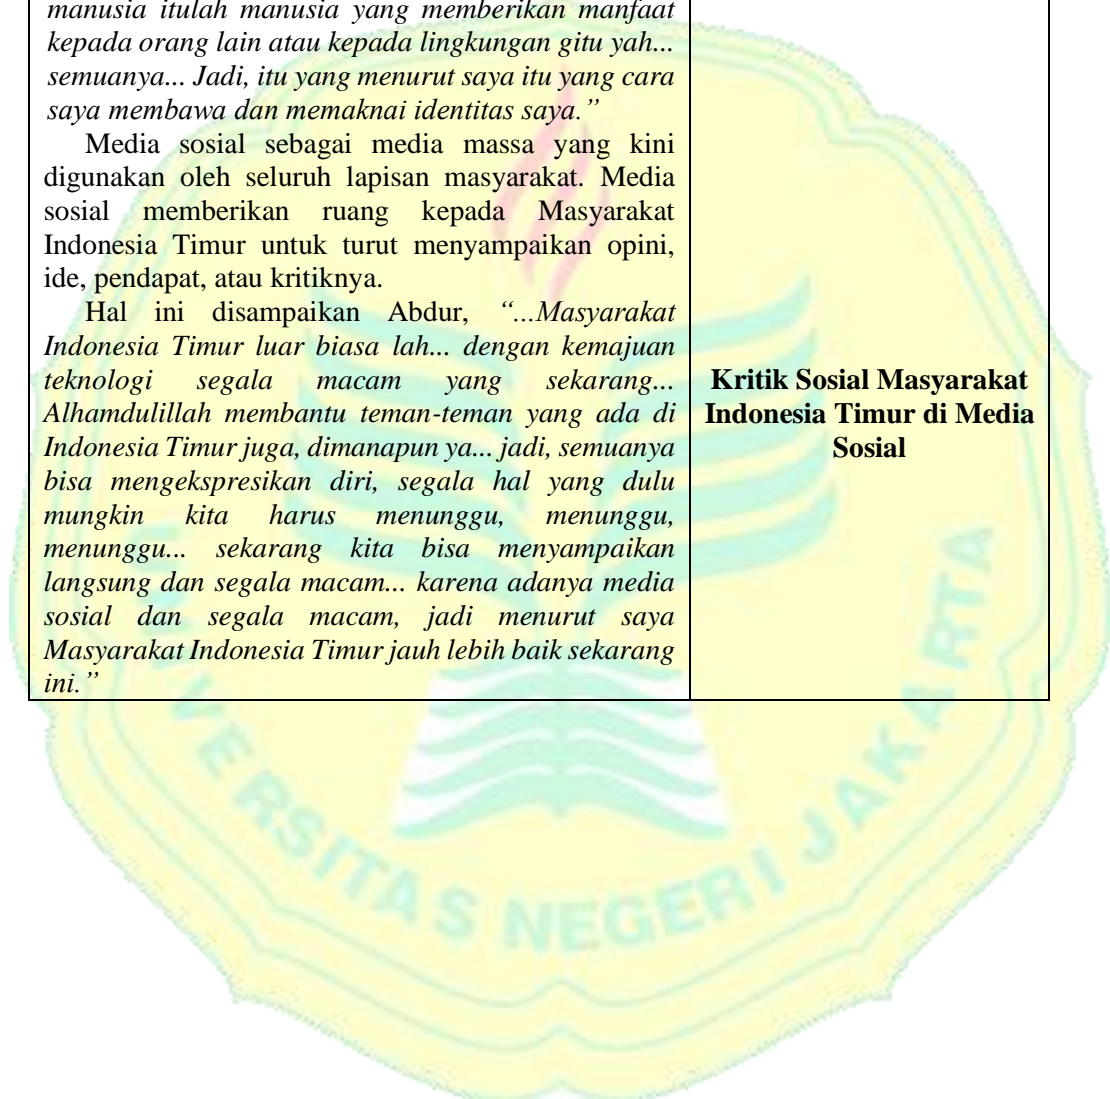 manusia itulah manusia yang memberikan manfaat
kepada orang lain atau kepada lingkungan gitu yah...
semuanya... Jadi, itu yang menurut saya itu yang cara
saya membawa dan memaknai identitas saya.”
Media sosial sebagai media massa yang kini
digunakan oleh seluruh lapisan masyarakat. Media
sosial memberikan ruang kepada Masyarakat
Indonesia Timur untuk turut menyampaikan opini,
ide, pendapat, atau kritiknya.
Hal ini disampaikan Abdur, “...Masyarakat
Indonesia Timur luar biasa lah... dengan kemajuan
teknologi segala macam yang sekarang...
Alhamdulillah membantu teman-teman yang ada di
Indonesia Timur juga, dimanapun ya... jadi, semuanya
bisa mengekspresikan diri, segala hal yang dulu
mungkin kita harus menunggu, menunggu,
menunggu... sekarang kita bisa menyampaikan
langsung dan segala macam... karena adanya media
sosial dan segala macam, jadi menurut saya
Masyarakat Indonesia Timur jauh lebih baik sekarang
ini.”
Kritik Sosial Masyarakat
Indonesia Timur di Media
Sosial
UNIVERSITAS NEGERI JAKARTA